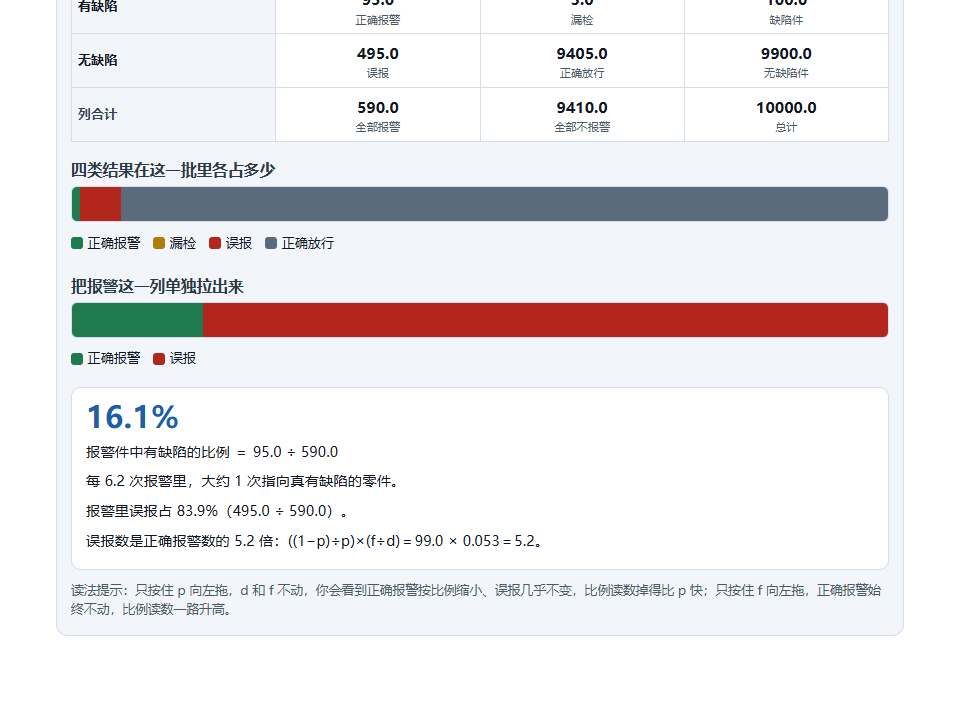 有缺陷 95.0 5.0 100.0
正确报警 漏检 缺陷件
无缺陷 495.0 9405.0 9900.0
误报 正确放行 无缺陷件
列合计 590.0 9410.0 10000.0
全部报警 全部不报警 总计
四类结果在这一批里各占多少
正确报警 漏检 误报 正确放行
把报警这一列单独拉出来
正确报警 误报
16.1%
报警件中有缺陷的比例 = 95.0 ÷ 590.0
每 6.2 次报警里，大约 1 次指向真有缺陷的零件。
报警里误报占 83.9%（495.0 ÷ 590.0）。
误报数是正确报警数的 5.2 倍：((1−p)÷p)×(f÷d) = 99.0 × 0.053 = 5.2。
读法提示：只按住 p 向左拖，d 和 f 不动，你会看到正确报警按比例缩小、误报几乎不变，比例读数掉得比 p 快；只按住 f 向左拖，正确报警始
终不动，比例读数一路升高。